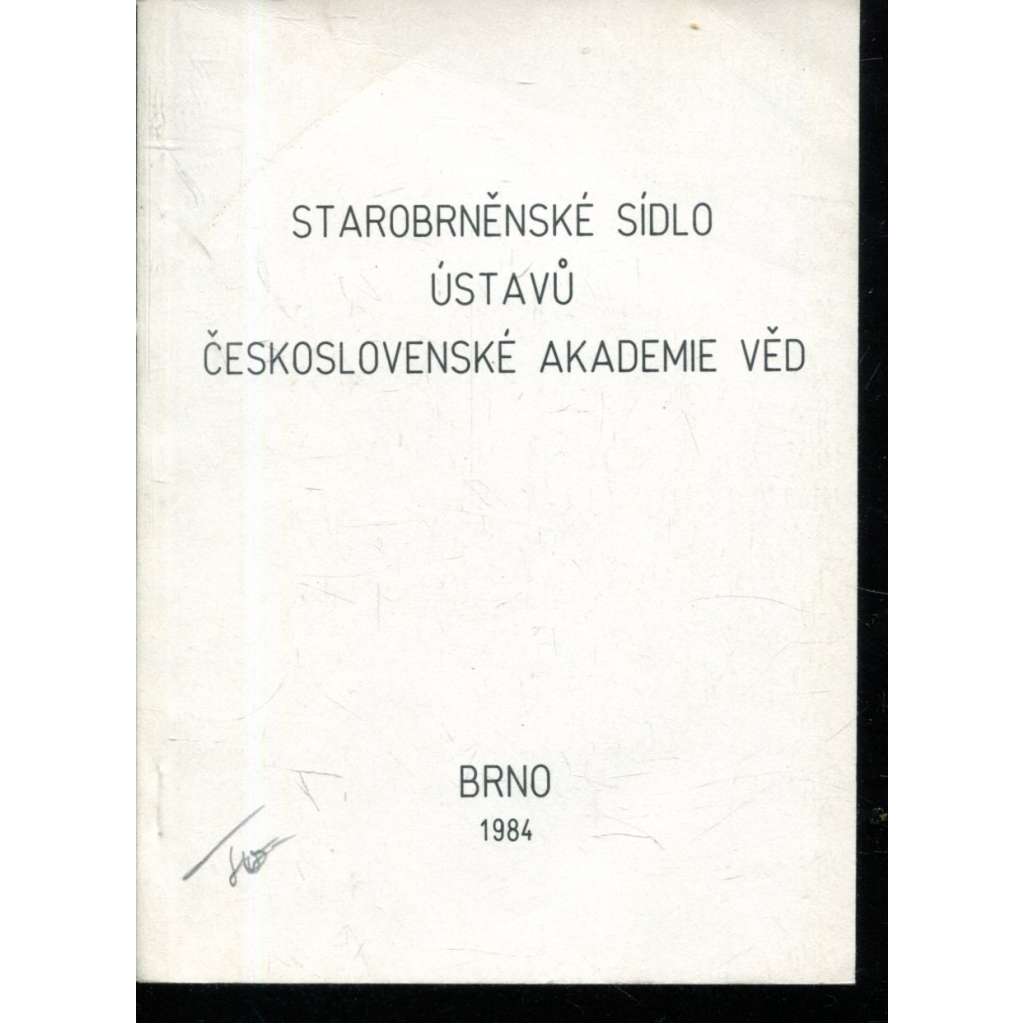 STAROBRNĚNSKÉ SÍDLO
ÚSTAVŮ
ČESKOSLOVENSKÉ AKADEMIE VĚD
BRNO
1984